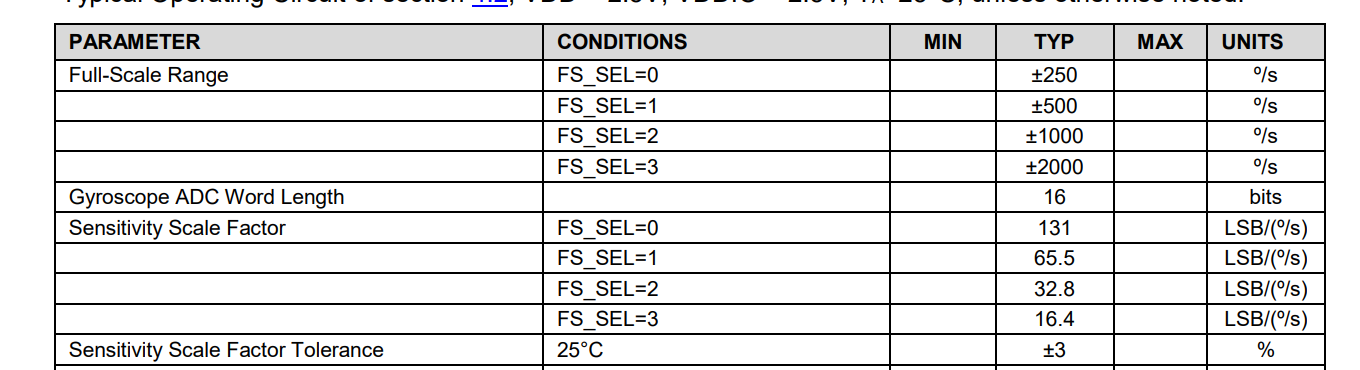 PARAMETER CONDITIONS MIN TYP MAX UNITS
Full-Scale Range FS_SEL=0 ±250 º/s
FS_SEL=1 ±500 º/s
FS_SEL=2 ±1000 º/s
FS_SEL=3 ±2000 º/s
Gyroscope ADC Word Length 16 bits
Sensitivity Scale Factor FS_SEL=0 131 LSB/(º/s)
FS_SEL=1 65.5 LSB/(º/s)
FS_SEL=2 32.8 LSB/(º/s)
FS_SEL=3 16.4 LSB/(º/s)
Sensitivity Scale Factor Tolerance 25°C ±3 %